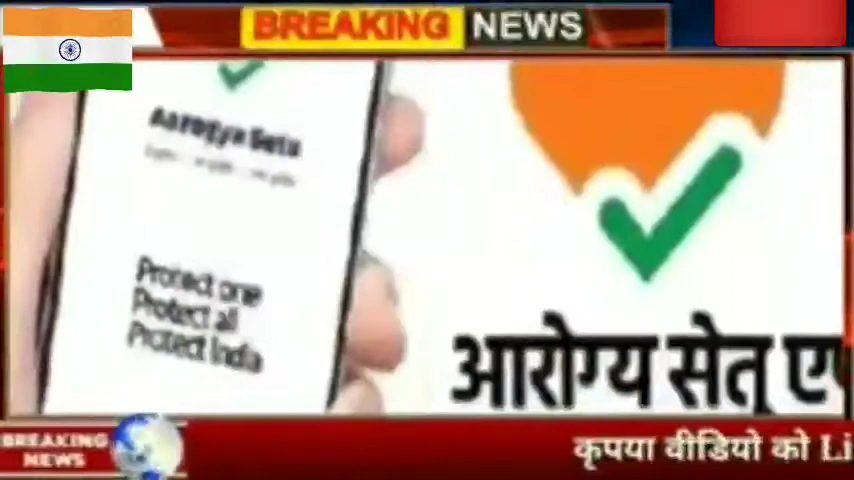 BREAKING NEWS
Aarogya Setu
Protect one
Protect all
Protect India
आरोग्य सेतु
BREAKING
NEWS
कृपया वीडियो को Li